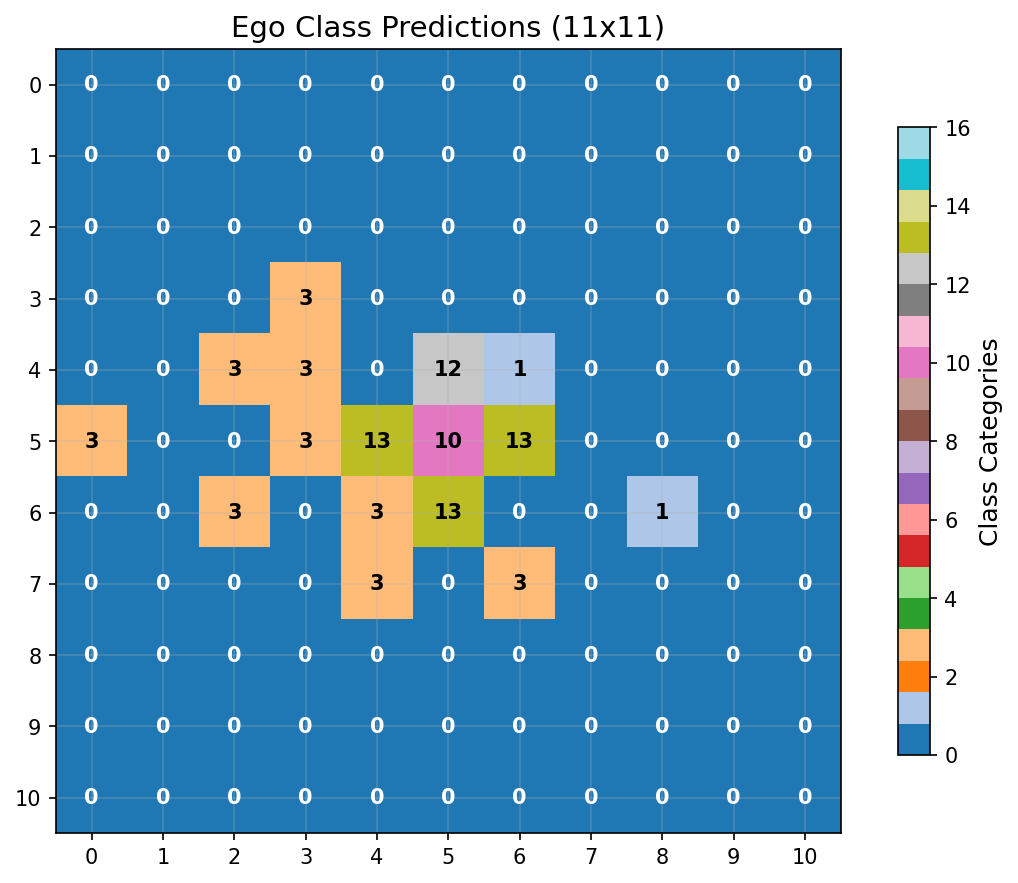 Ego Class Predictions (11x11)
0 0 0 0 0 0 0 0 0 0 0 0
1 0 0 0 0 0 0 0 0 0 0 0
2 0 0 0 0 0 0 0 0 0 0 0
3 0 0 0 3 0 0 0 0 0 0 0
4 0 0 3 3 0 12 1 0 0 0 0
5 3 0 0 3 13 10 13 0 0 0 0
6 0 0 3 0 3 13 0 0 1 0 0
7 0 0 0 0 3 0 3 0 0 0 0
8 0 0 0 0 0 0 0 0 0 0 0
9 0 0 0 0 0 0 0 0 0 0 0
10 0 0 0 0 0 0 0 0 0 0 0
0 1 2 3 4 5 6 7 8 9 10
16
14
12
10
8
6
4
2
0
Class Categories